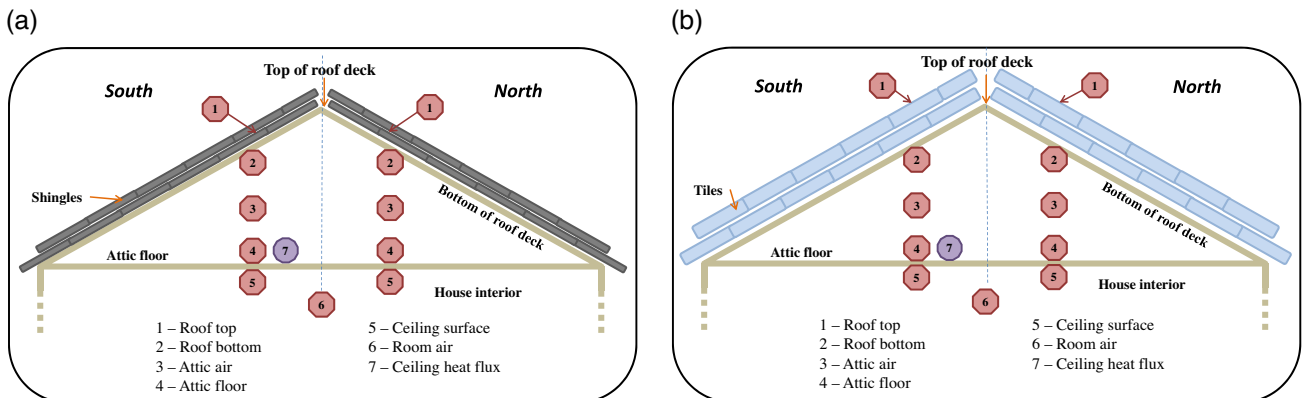 (a)
Top of roof deck
South
North
1
1
2
2
Shingles
3
3
Bottom of roof deck
Attic floor
4
7
4
5
5
House interior
6
1 – Roof top
2 – Roof bottom
3 – Attic air
4 – Attic floor
5 – Ceiling surface
6 – Room air
7 – Ceiling heat flux
(b)
Top of roof deck
South
North
1
1
2
2
Tiles
3
3
Bottom of roof deck
Attic floor
4
7
4
5
5
House interior
6
1 – Roof top
2 – Roof bottom
3 – Attic air
4 – Attic floor
5 – Ceiling surface
6 – Room air
7 – Ceiling heat flux